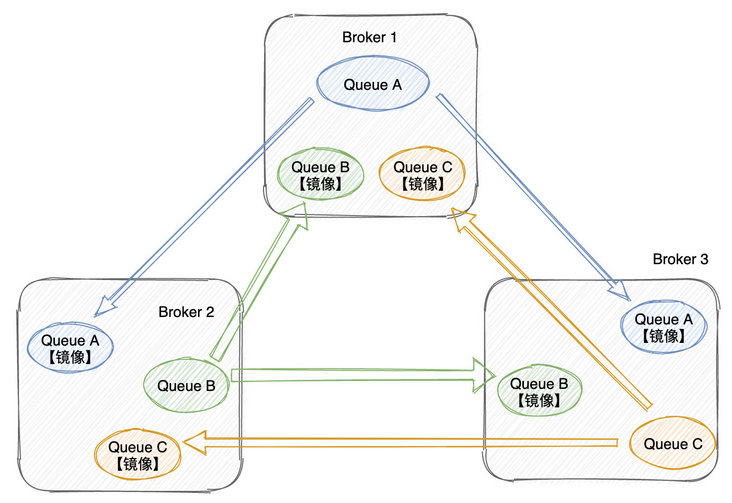 Broker 1
Queue A
Queue B
【镜像】
Queue C
【镜像】
Broker 2
Queue A
【镜像】
Queue B
Queue C
【镜像】
Broker 3
Queue A
【镜像】
Queue B
【镜像】
Queue C